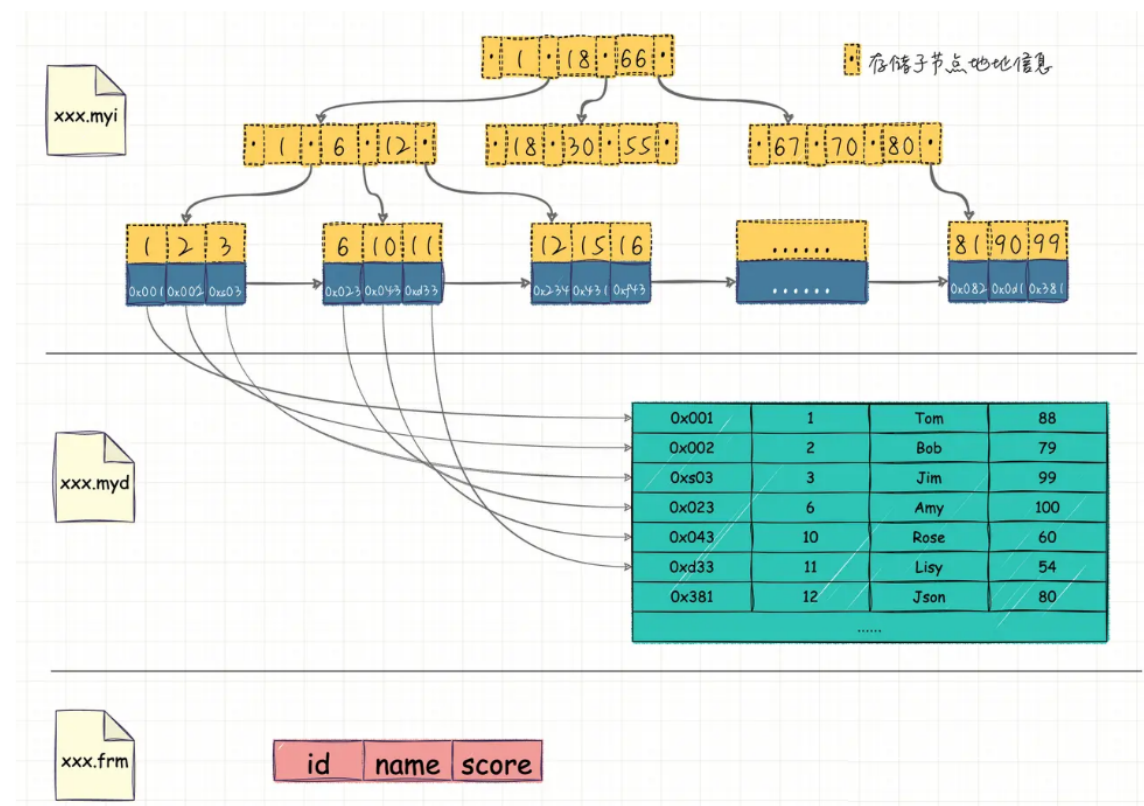 1 18 66
存储子节点地址信息
xxx.myi
1 6 12
18 30 55
67 70 80
1 2 3
6 10 11
12 15 16
......
81 90 99
0x001 0x002 0xs03
0x023 0x043 0xd33
0x234 0x431 0xf43
......
0x082 0x0d1 0x381
0x001 1 Tom 88
0x002 2 Bob 79
xxx.myd
0xs03 3 Jim 99
0x023 6 Amy 100
0x043 10 Rose 60
0xd33 11 Lisy 54
0x381 12 Json 80
......
xxx.frm
id name score